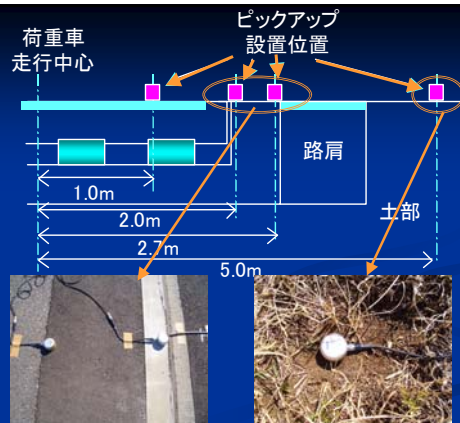 ピックアップ
設置位置
荷重車
走行中心
路肩
1.0m
土部
2.0m
2.7m
5.0m